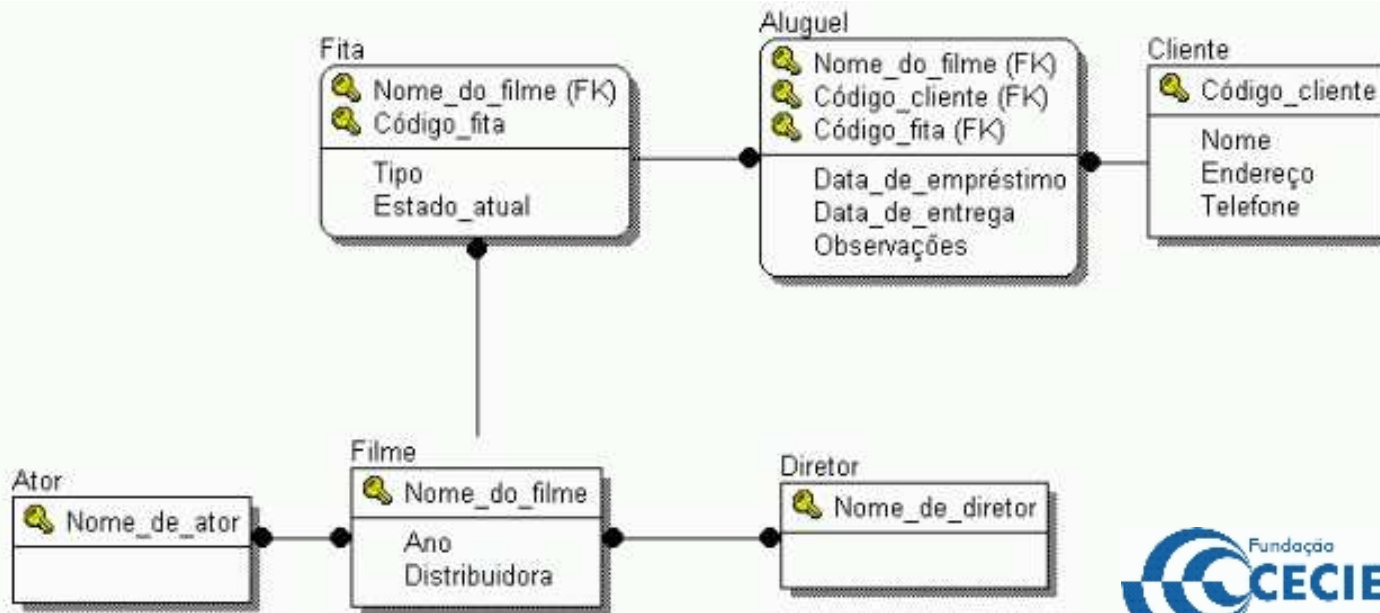 Fita
Nome_do_filme (FK)
Código_fita
Tipo
Estado_atual
Aluguel
Nome_do_filme (FK)
Código_cliente (FK)
Código_fita (FK)
Data_de_empréstimo
Data_de_entrega
Observações
Cliente
Código_cliente
Nome
Endereço
Telefone
Ator
Nome_de_ator
Filme
Nome_do_filme
Ano
Distribuidora
Diretor
Nome_de_diretor
Fundação
CECIE